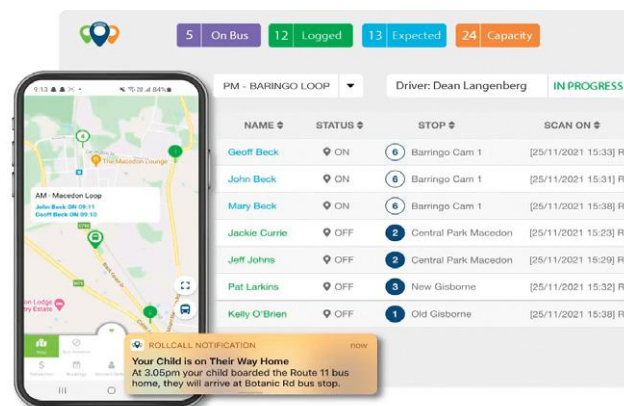 5 On Bus 12 Logged 13 Expected 24 Capacity
PM - BARINGO LOOP Driver: Dean Langenberg IN PROGRESS
NAME STATUS STOP SCAN ON
Geoff Beck ON 6 Barringo Cam 1 [25/11/2021 15:33] R
John Beck ON 6 Barringo Cam 1 [25/11/2021 15:31] R
Mary Beck ON 6 Barringo Cam 1 [25/11/2021 15:38] R
Jackie Currie OFF 2 Central Park Macedon [25/11/2021 15:23] R
Jeff Johns OFF 2 Central Park Macedon [25/11/2021 15:29] R
Pat Larkins OFF 3 New Gisborne [25/11/2021 15:32] R
Kelly O'Brien OFF 1 Old Gisborne [25/11/2021 15:38] R
9:13 84%
4
The Macedon Lounge
AM - Macedon Loop
John Beck ON 09:11
Geoff Beck ON 09:10
on Lodge
ry Estate
Map
ROLLCALL NOTIFICATION now
Your Child is on Their Way Home
At 3.05pm your child boarded the Route 11 bus
home, they will arrive at Botanic Rd bus stop.